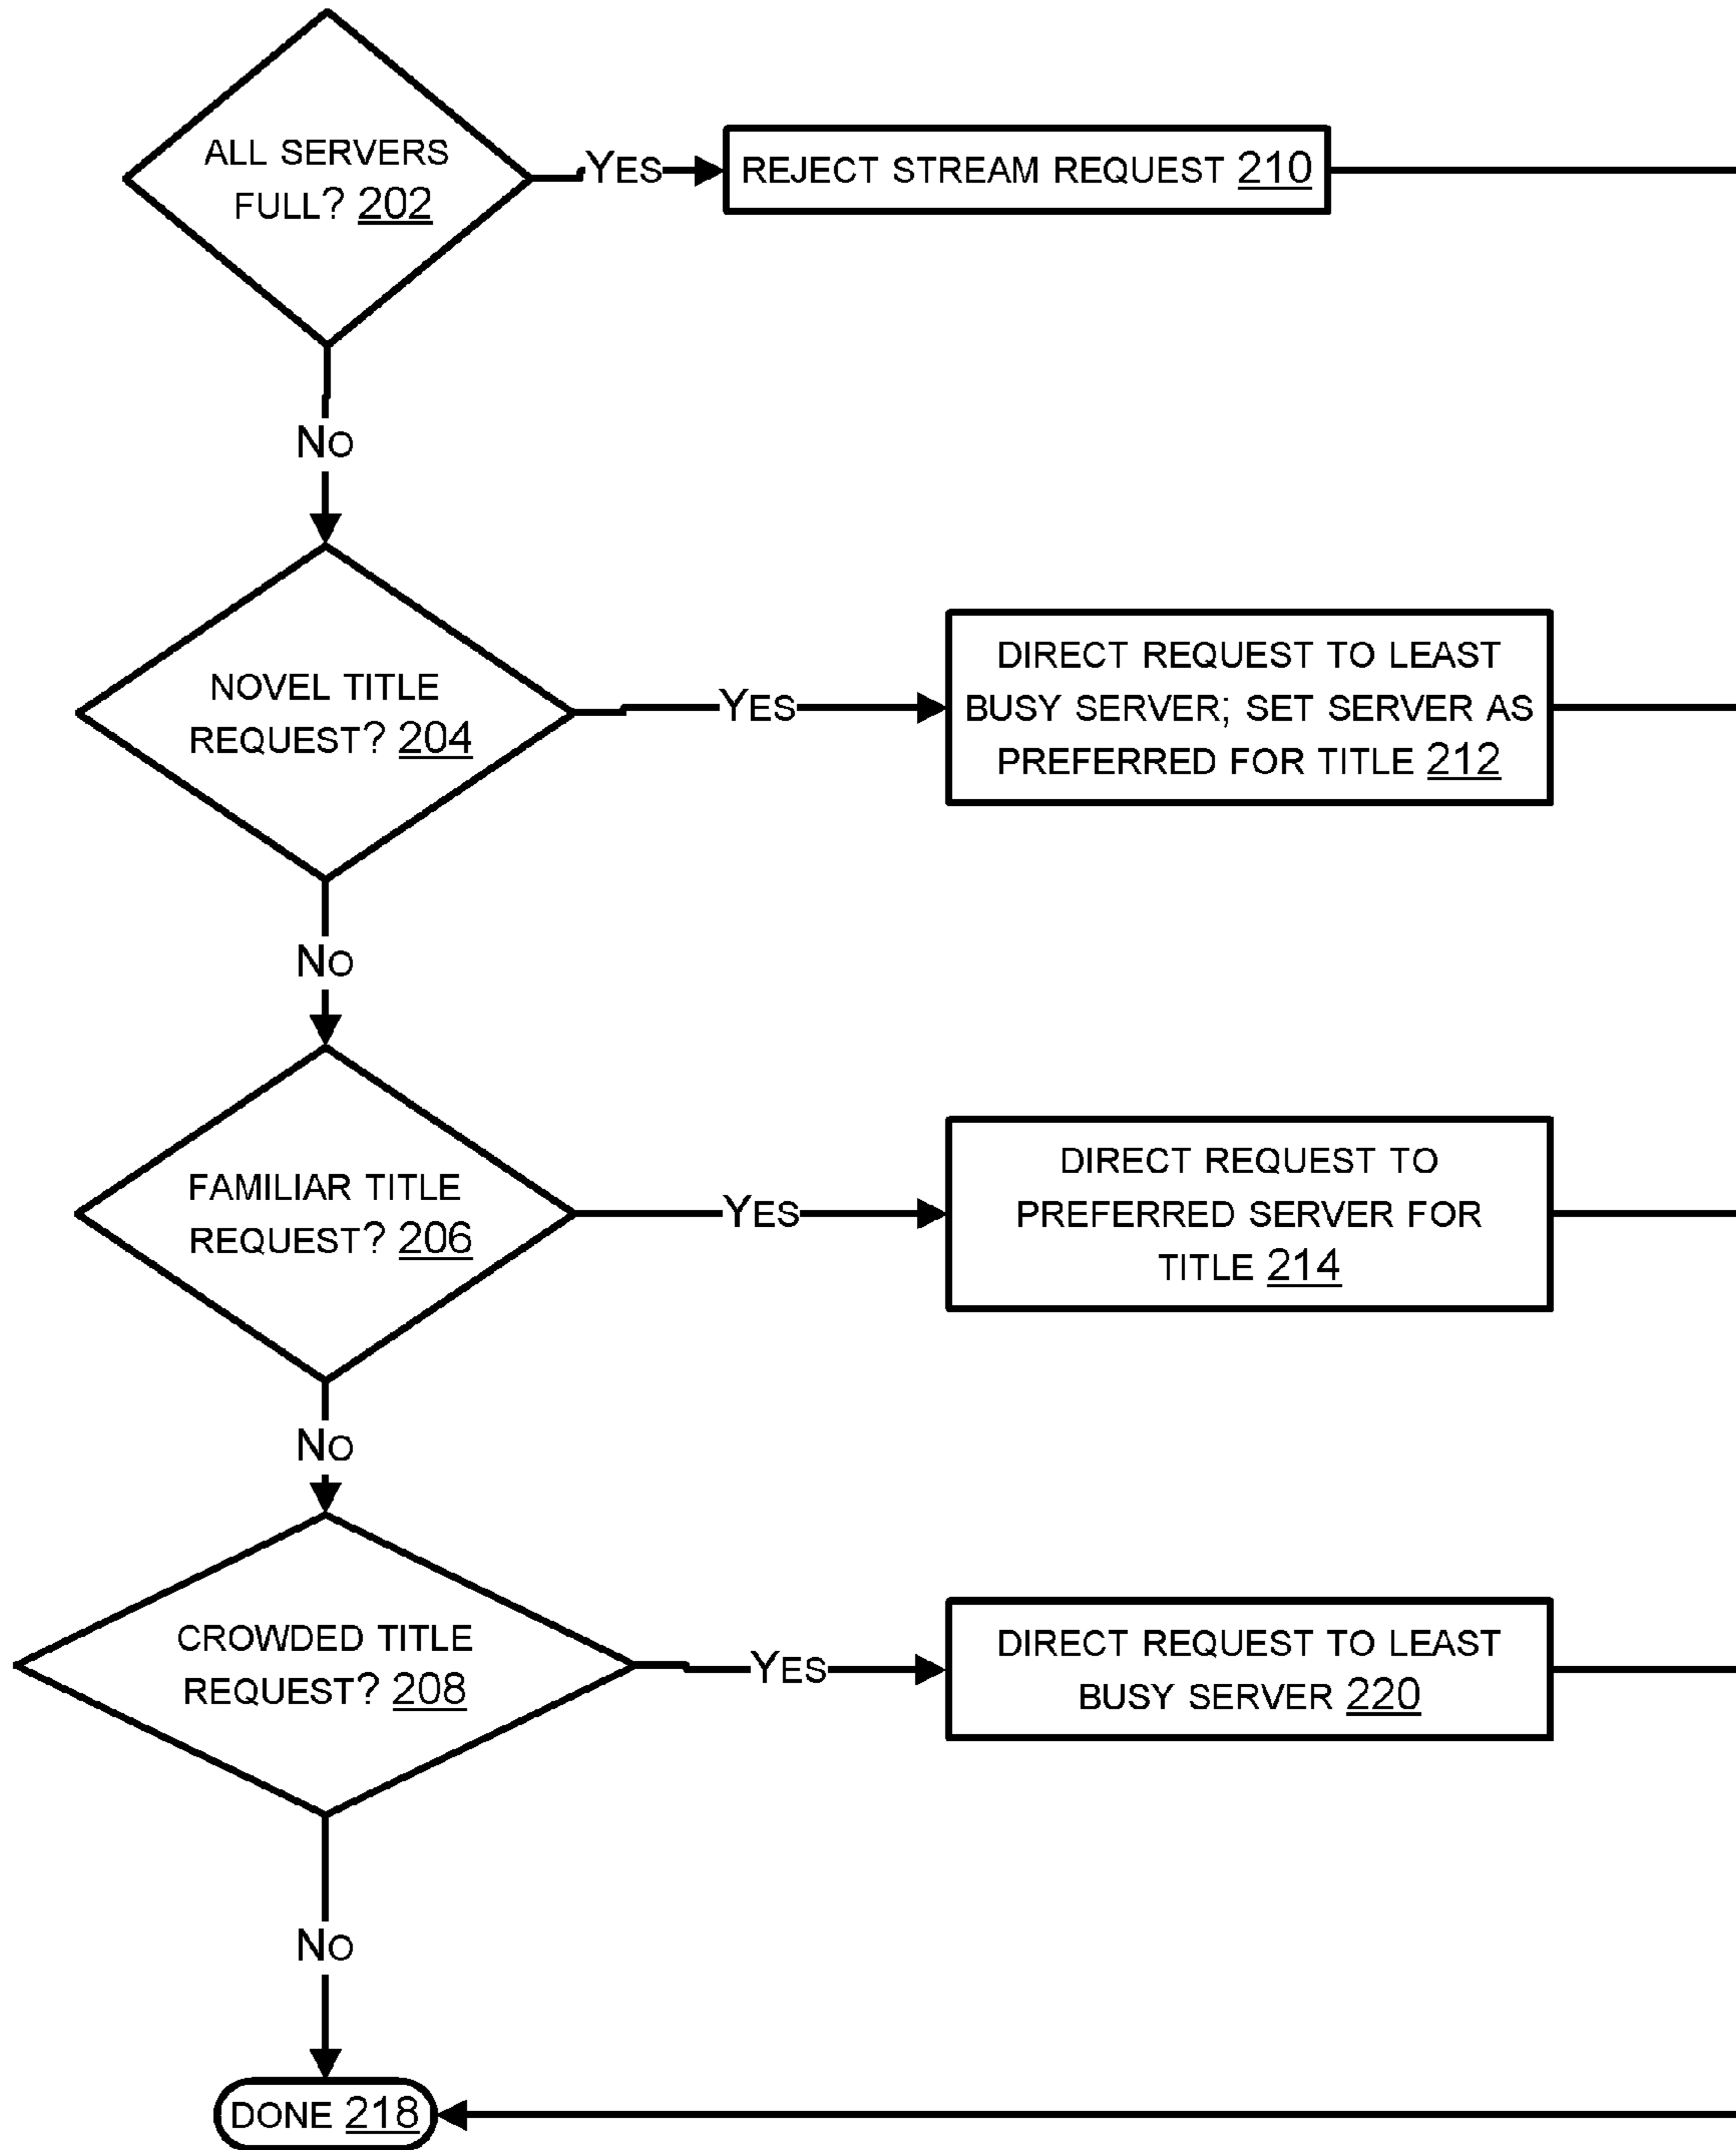 ALL SERVERS
FULL? 202
YES
REJECT STREAM REQUEST 210
NO
NOVEL TITLE
REQUEST? 204
YES
DIRECT REQUEST TO LEAST
BUSY SERVER; SET SERVER AS
PREFERRED FOR TITLE 212
NO
FAMILIAR TITLE
REQUEST? 206
YES
DIRECT REQUEST TO
PREFERRED SERVER FOR
TITLE 214
NO
CROWDED TITLE
REQUEST? 208
YES
DIRECT REQUEST TO LEAST
BUSY SERVER 220
NO
DONE 218